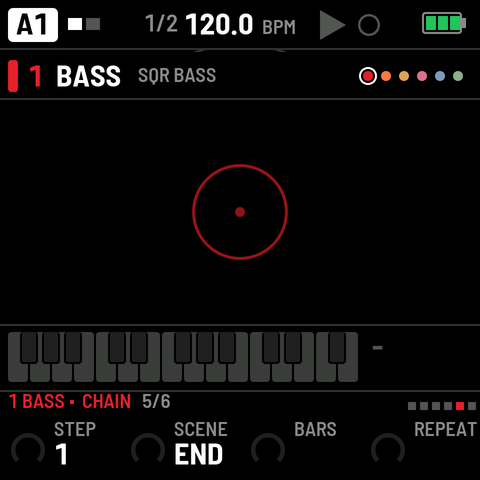 A1 1/2 120.0 BPM
1 BASS SQR BASS
-
1 BASS • CHAIN 5/6
STEP SCENE BARS REPEAT
1 END